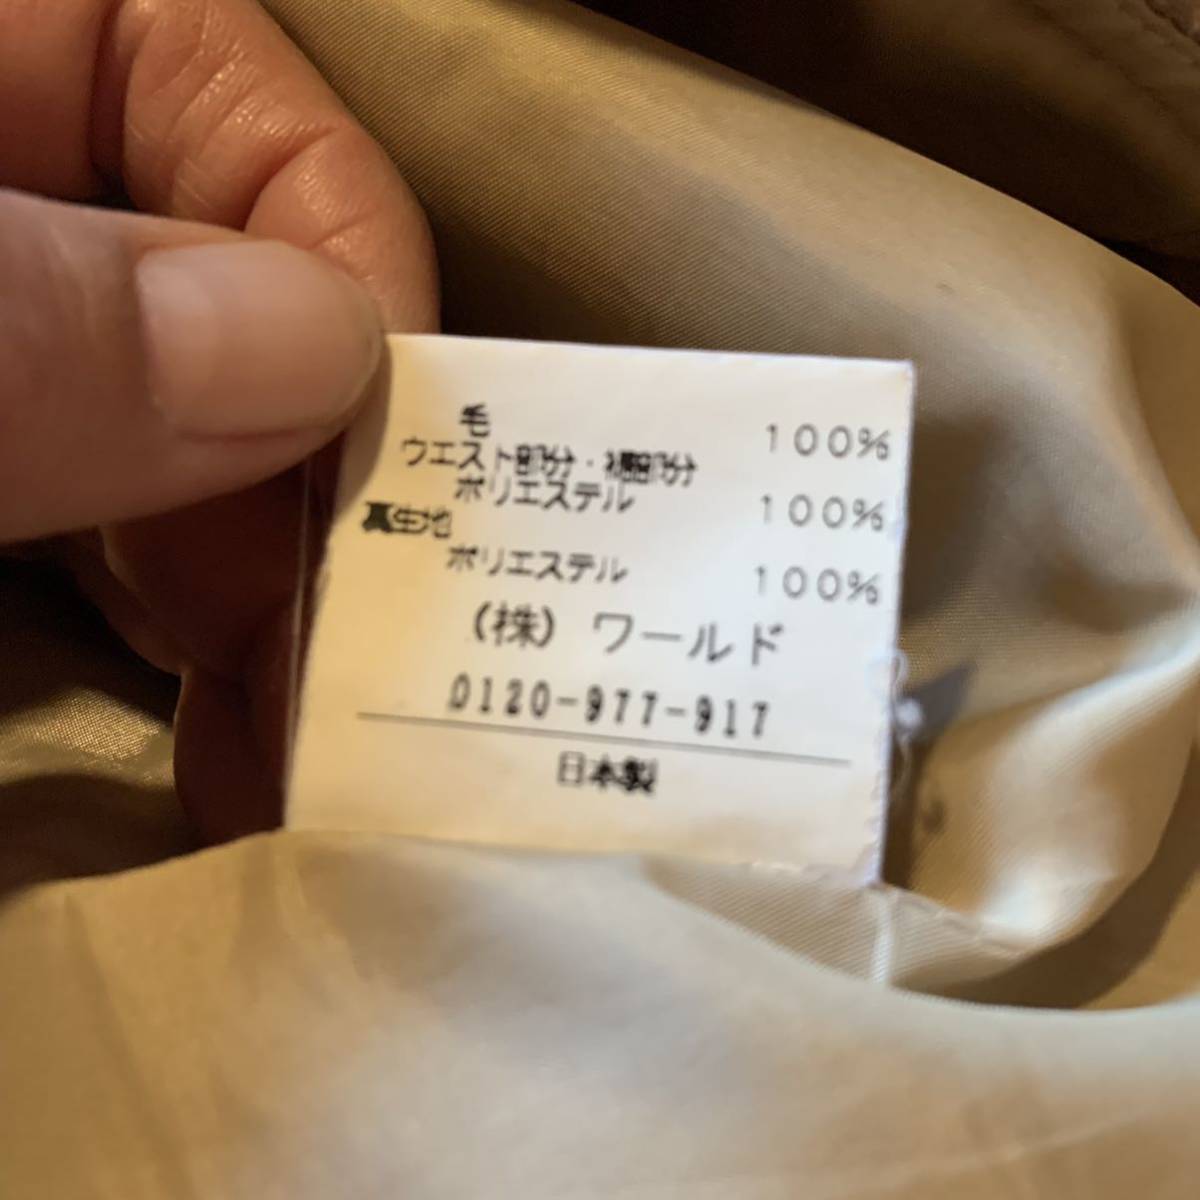 毛 100%
ウエスト部分・裾部分
ポリエステル 100%
裏生地
ポリエステル 100%
(株) ワールド
0120-977-917
日本製